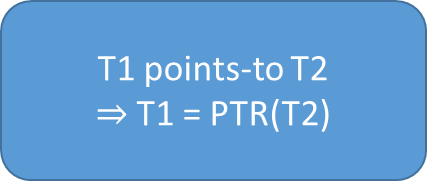 T1 points-to T2
⇒ T1 = PTR(T2)